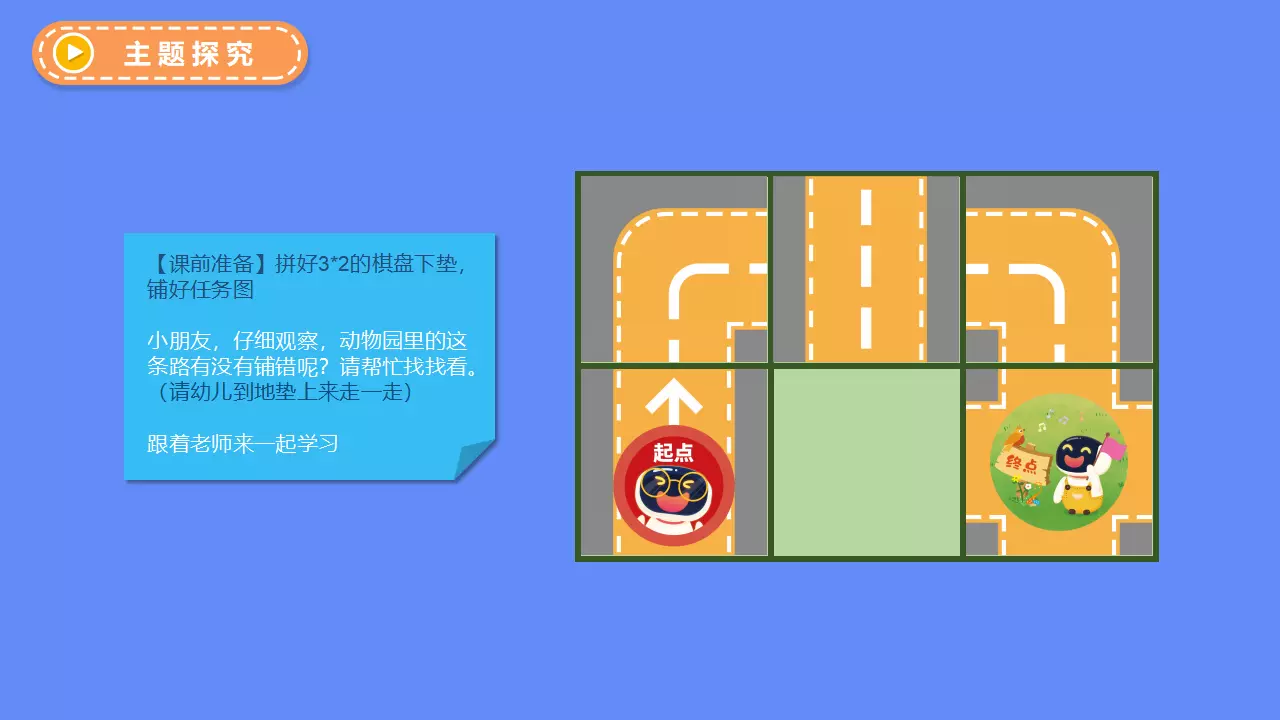 主题探究
【课前准备】拼好3*2的棋盘下垫，
铺好任务图
小朋友，仔细观察，动物园里的这
条路有没有铺错呢？请帮忙找找看。
（请幼儿到地垫上来走一走）
跟着老师来一起学习
起点
终点